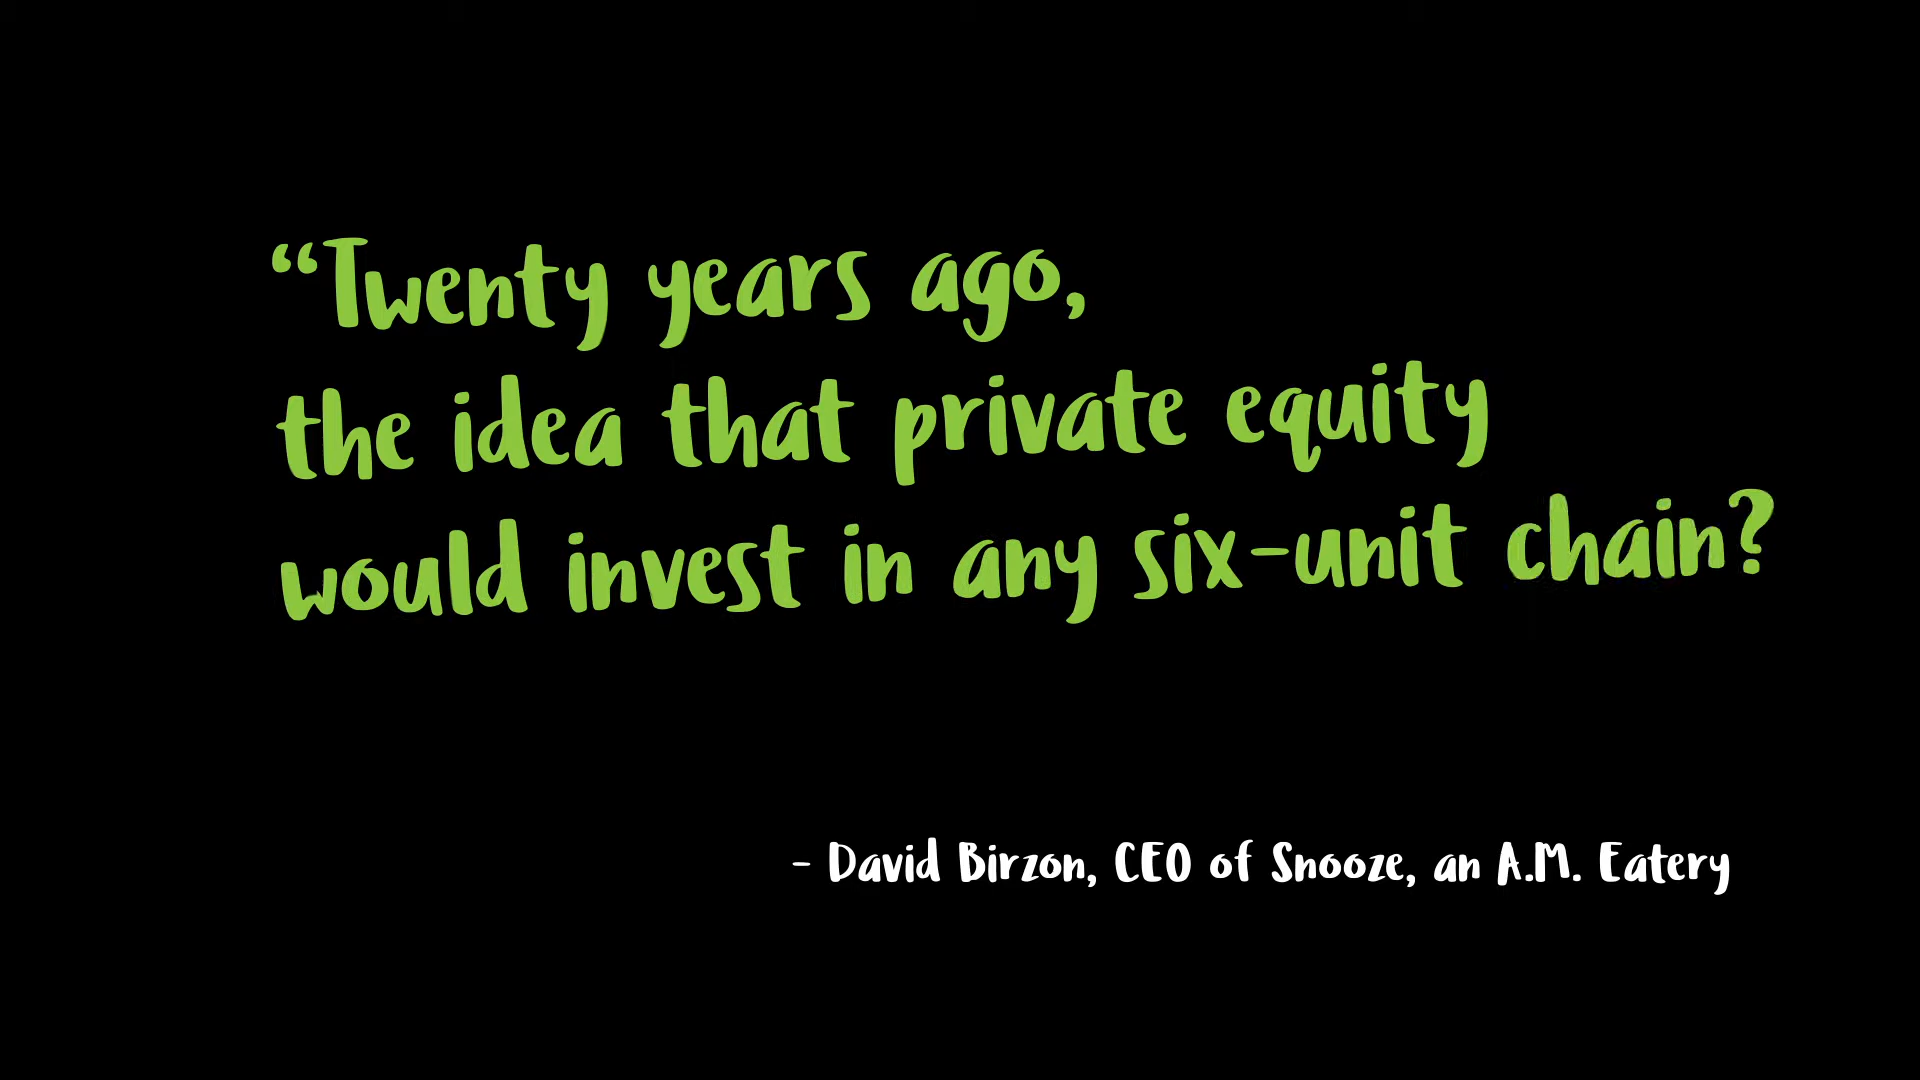 “Twenty years ago,
the idea that private equity
would invest in any six-unit chain?
- David Birzon, CEO of Snooze, an A.M. Eatery